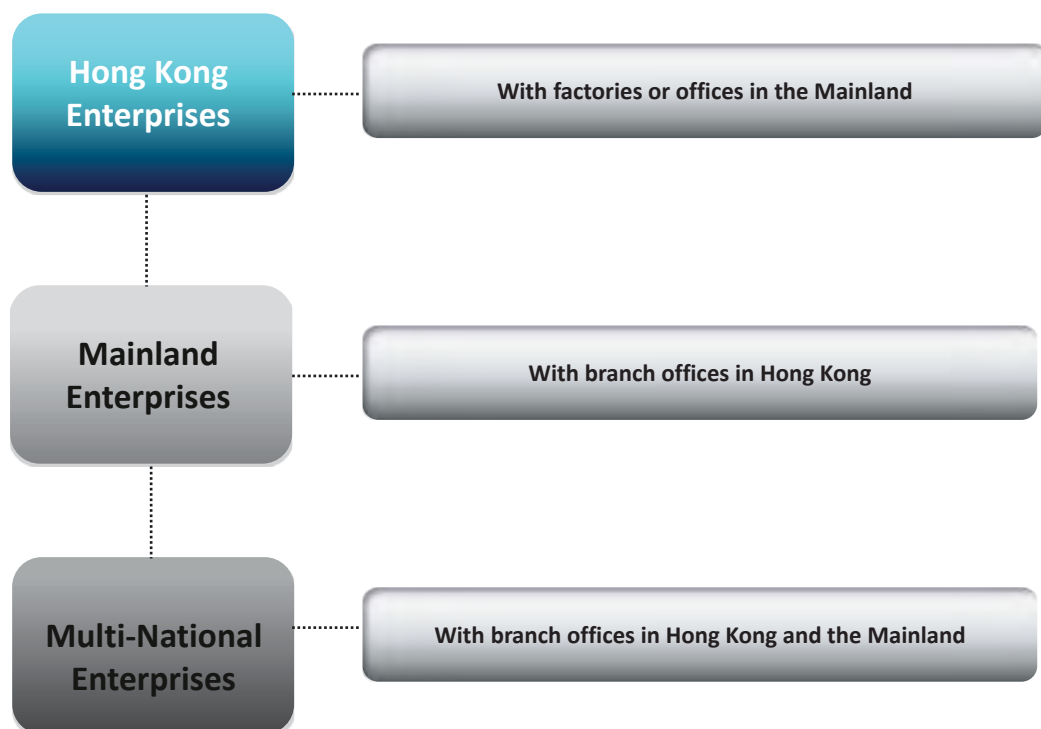 Hong Kong
Enterprises
With factories or offices in the Mainland
Mainland
Enterprises
With branch offices in Hong Kong
Multi-National
Enterprises
With branch offices in Hong Kong and the Mainland